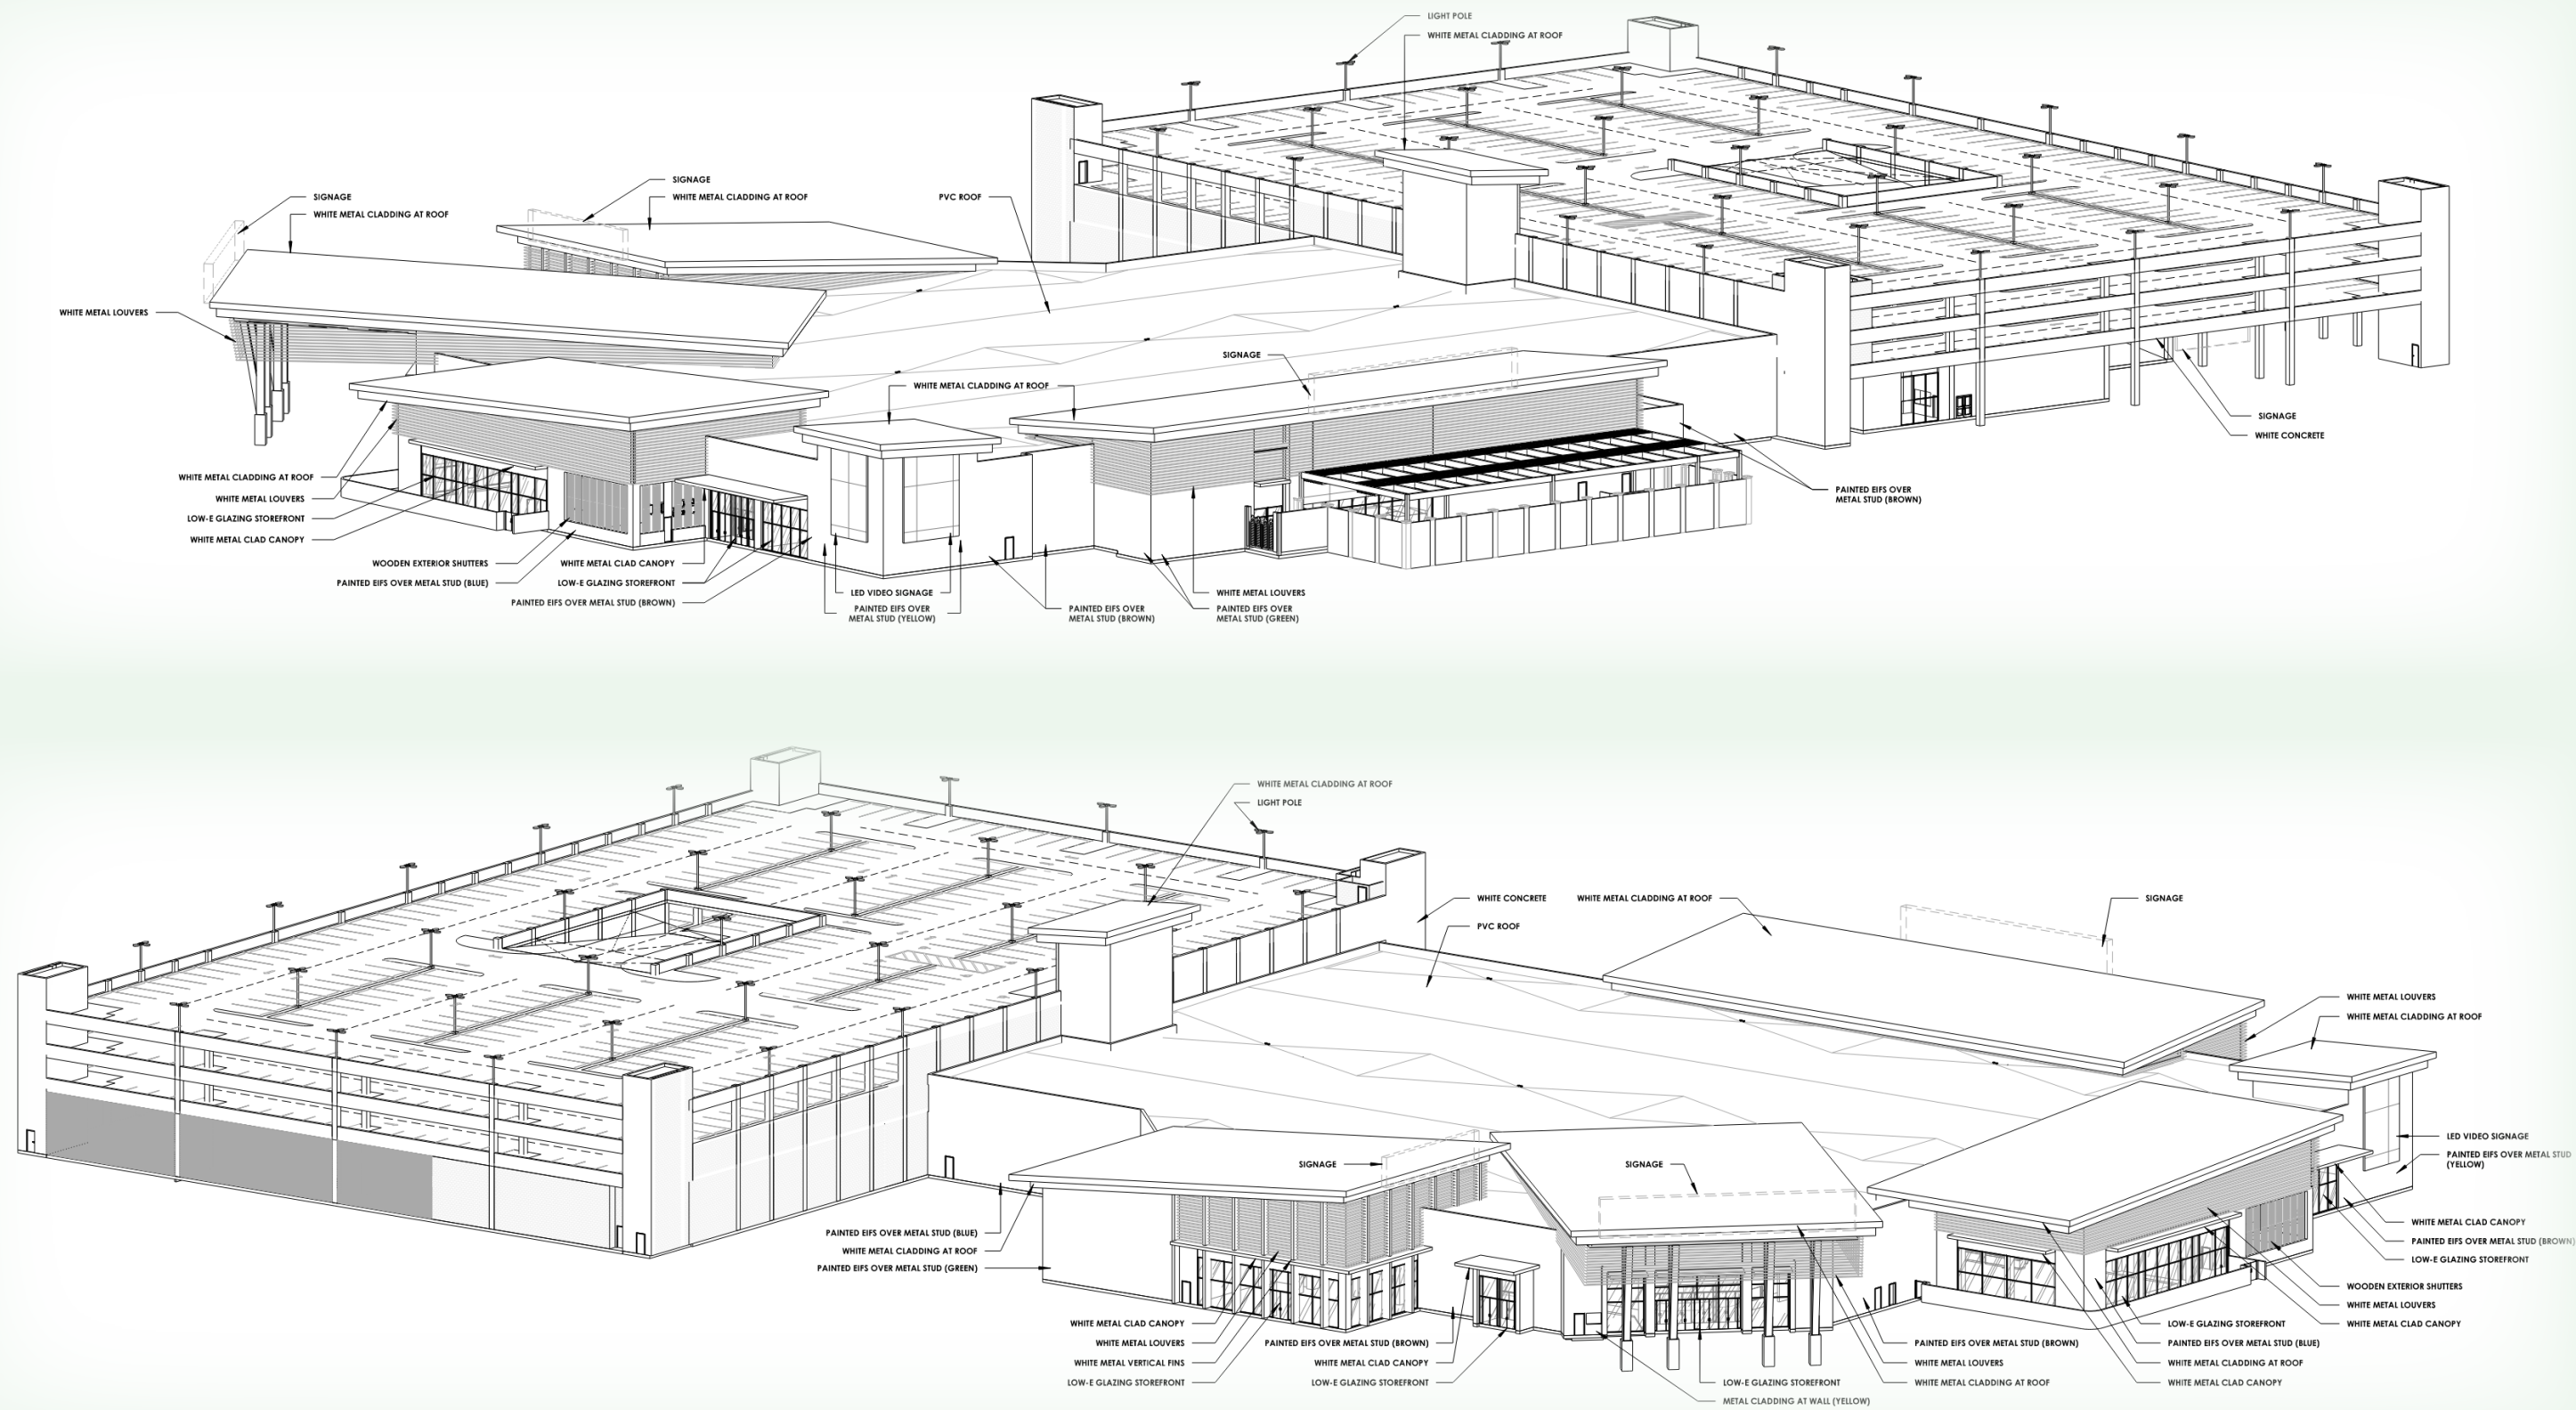 LIGHT POLE
WHITE METAL CLADDING AT ROOF
SIGNAGE
WHITE METAL CLADDING AT ROOF
SIGNAGE
WHITE METAL CLADDING AT ROOF
PVC ROOF
WHITE METAL LOUVERS
SIGNAGE
WHITE METAL CLADDING AT ROOF
SIGNAGE
WHITE CONCRETE
WHITE METAL CLADDING AT ROOF
WHITE METAL LOUVERS
LOW-E GLAZING STOREFRONT
WHITE METAL CLAD CANOPY
PAINTED EIFS OVER
METAL STUD (BROWN)
WOODEN EXTERIOR SHUTTERS
PAINTED EIFS OVER METAL STUD (BLUE)
WHITE METAL CLAD CANOPY
LOW-E GLAZING STOREFRONT
PAINTED EIFS OVER METAL STUD (BROWN)
LED VIDEO SIGNAGE
PAINTED EIFS OVER
METAL STUD (YELLOW)
PAINTED EIFS OVER
METAL STUD (BROWN)
WHITE METAL LOUVERS
PAINTED EIFS OVER
METAL STUD (GREEN)
WHITE METAL CLADDING AT ROOF
LIGHT POLE
WHITE CONCRETE
PVC ROOF
WHITE METAL CLADDING AT ROOF
SIGNAGE
WHITE METAL LOUVERS
WHITE METAL CLADDING AT ROOF
SIGNAGE
SIGNAGE
LED VIDEO SIGNAGE
PAINTED EIFS OVER METAL STUD
(YELLOW)
PAINTED EIFS OVER METAL STUD (BLUE)
WHITE METAL CLADDING AT ROOF
PAINTED EIFS OVER METAL STUD (GREEN)
WHITE METAL CLAD CANOPY
PAINTED EIFS OVER METAL STUD (BROWN)
LOW-E GLAZING STOREFRONT
WOODEN EXTERIOR SHUTTERS
WHITE METAL LOUVERS
WHITE METAL CLAD CANOPY
WHITE METAL CLAD CANOPY
WHITE METAL LOUVERS
WHITE METAL VERTICAL FINS
LOW-E GLAZING STOREFRONT
PAINTED EIFS OVER METAL STUD (BROWN)
WHITE METAL CLAD CANOPY
LOW-E GLAZING STOREFRONT
LOW-E GLAZING STOREFRONT
METAL CLADDING AT WALL (YELLOW)
PAINTED EIFS OVER METAL STUD (BROWN)
WHITE METAL LOUVERS
WHITE METAL CLADDING AT ROOF
LOW-E GLAZING STOREFRONT
PAINTED EIFS OVER METAL STUD (BLUE)
WHITE METAL CLADDING AT ROOF
WHITE METAL CLAD CANOPY